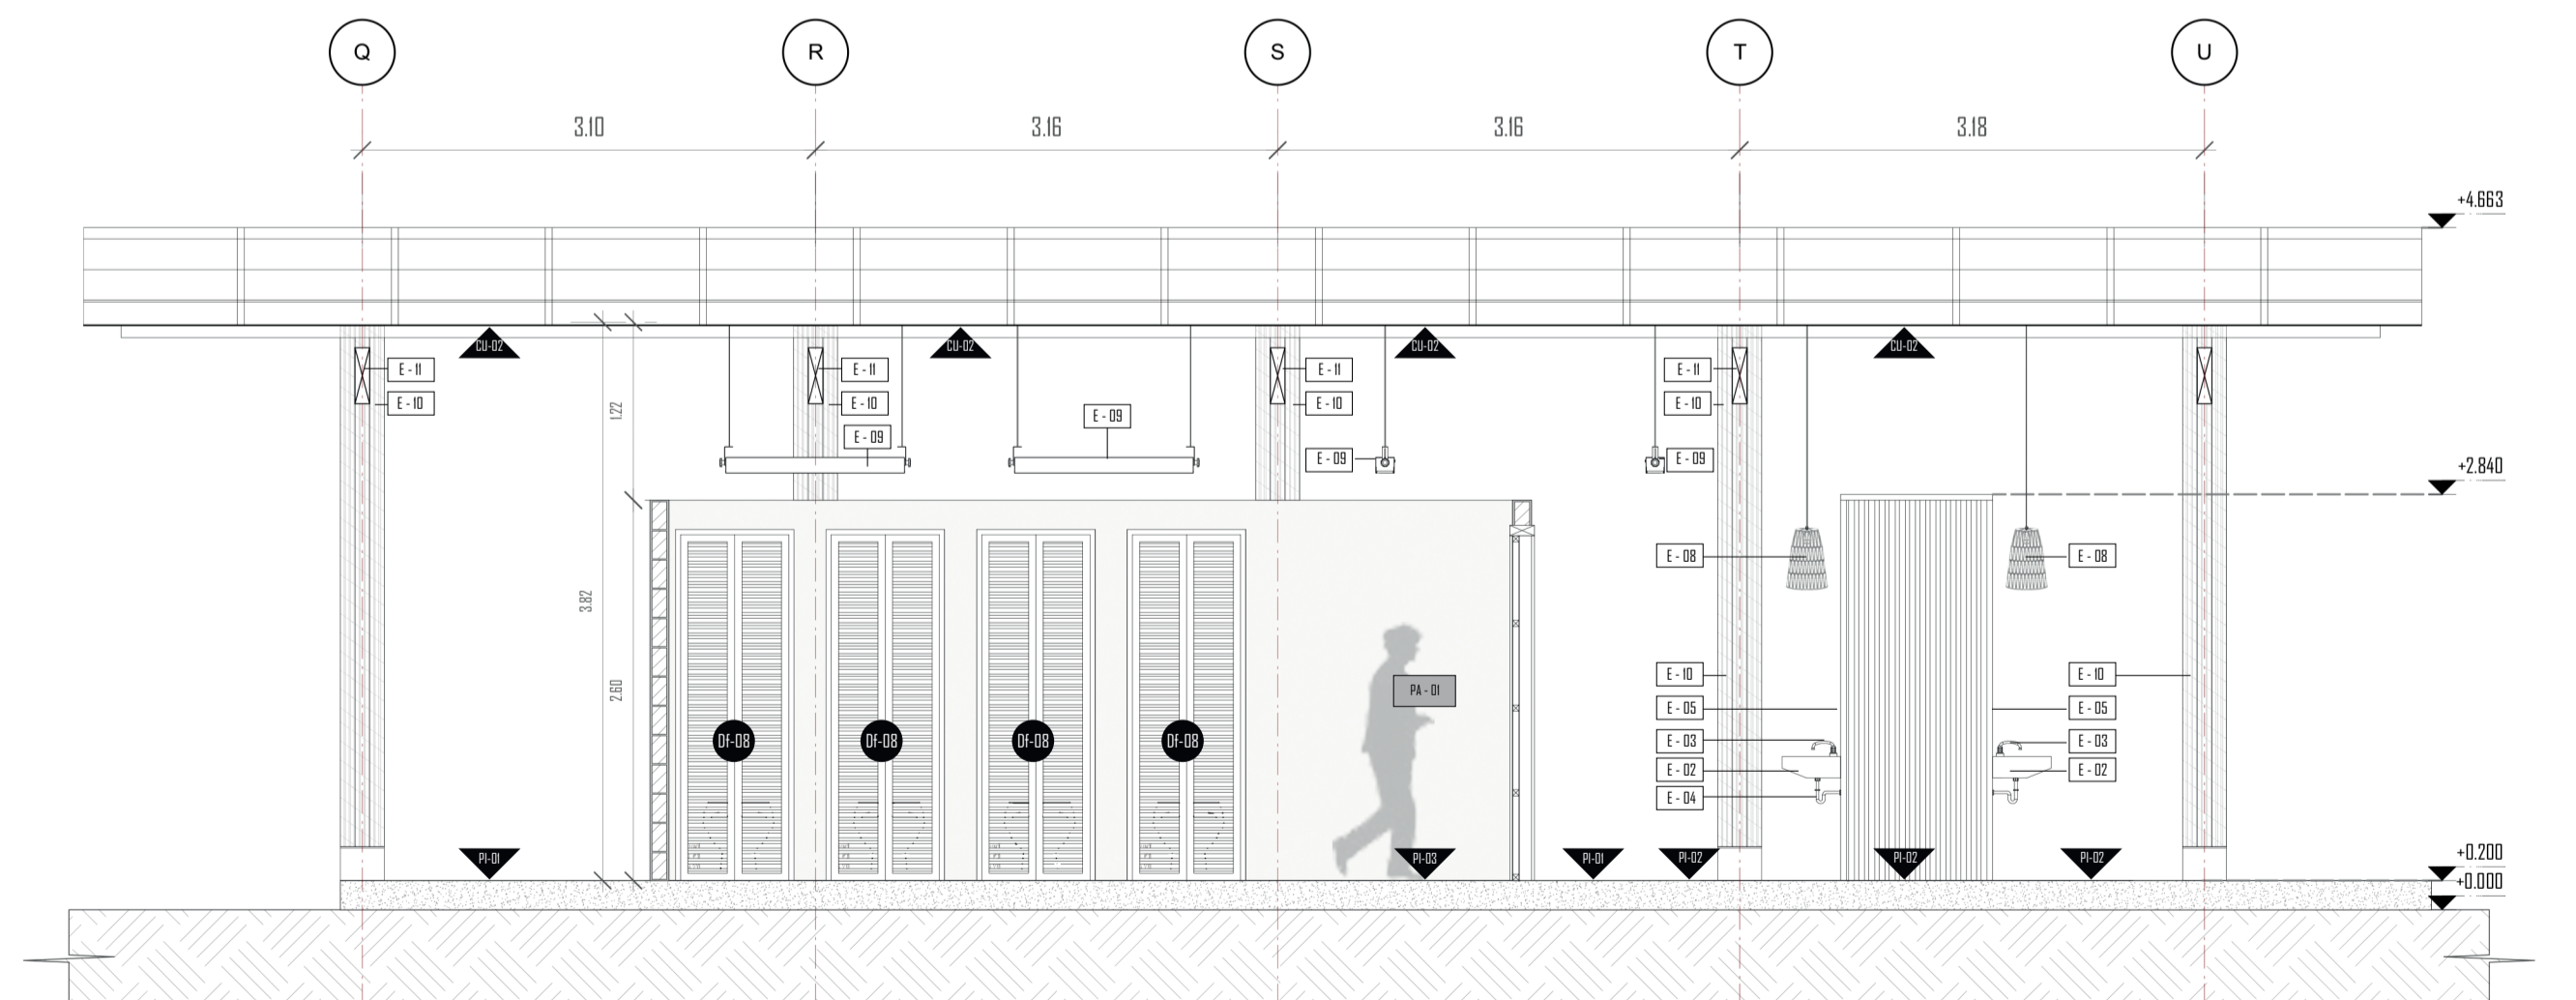 Q R S T U
3.10 3.16 3.16 3.18
+4.663
CU-02 CU-02 CU-02 CU-02
E - 11 E - 11 E - 11 E - 11
E - 10 E - 10 E - 10 E - 10
1.22
E - 09
E - 09
E - 09 E - 09
+2.840
E - 08 E - 08
3.82
2.60
E - 10 E - 10
PA - 01
E - 05 E - 05
Df-08 Df-08 Df-08 Df-08
E - 03 E - 03
E - 02 E - 02
E - 04
PI-01 PI-03 PI-01 PI-02 PI-02 PI-02
+0.200
+0.000